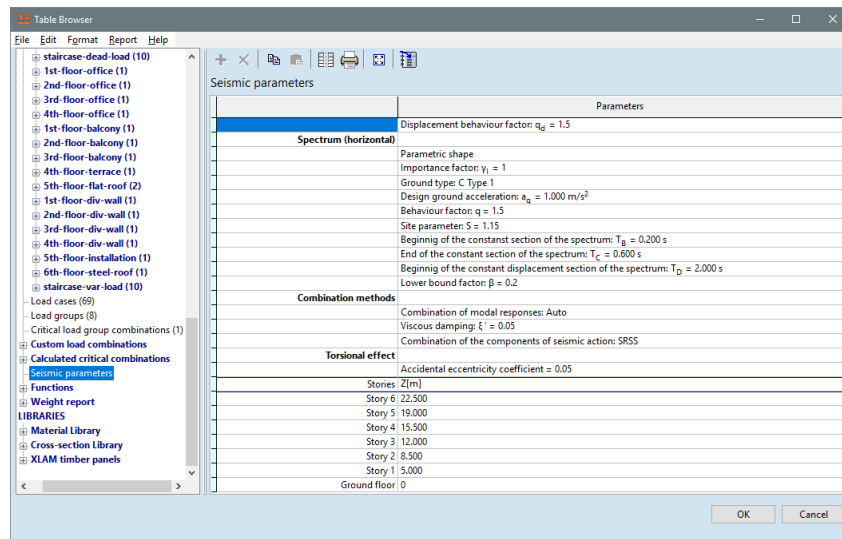 Table Browser
File Edit Format Report Help
staircase-dead-load (10)
1st-floor-office (1)
2nd-floor-office (1)
3rd-floor-office (1)
4th-floor-office (1)
1st-floor-balcony (1)
2nd-floor-balcony (1)
3rd-floor-balcony (1)
4th-floor-terrace (1)
5th-floor-flat-roof (2)
1st-floor-div-wall (1)
2nd-floor-div-wall (1)
3rd-floor-div-wall (1)
4th-floor-div-wall (1)
5th-floor-installation (1)
6th-floor-steel-roof (1)
staircase-var-load (10)
Load cases (69)
Load groups (8)
Critical load group combinations (1)
Custom load combinations
Calculated critical combinations
Seismic parameters
Functions
Weight report
LIBRARIES
Material Library
Cross-section Library
XLAM timber panels
Seismic parameters
Parameters
Displacement behaviour factor: qd = 1.5
Spectrum (horizontal)
Parametric shape
Importance factor: γI = 1
Ground type: C Type 1
Design ground acceleration: ag = 1.000 m/s²
Behaviour factor: q = 1.5
Site parameter: S = 1.15
Beginnig of the constanst section of the spectrum: TB = 0.200 s
End of the constant section of the spectrum: TC = 0.600 s
Beginnig of the constant displacement section of the spectrum: TD = 2.000 s
Lower bound factor: β = 0.2
Combination methods
Combination of modal responses: Auto
Viscous damping: ξ ' = 0.05
Combination of the components of seismic action: SRSS
Torsional effect
Accidental eccentricity coefficient = 0.05
Stories Z[m]
Story 6 22.500
Story 5 19.000
Story 4 15.500
Story 3 12.000
Story 2 8.500
Story 1 5.000
Ground floor 0
OK Cancel